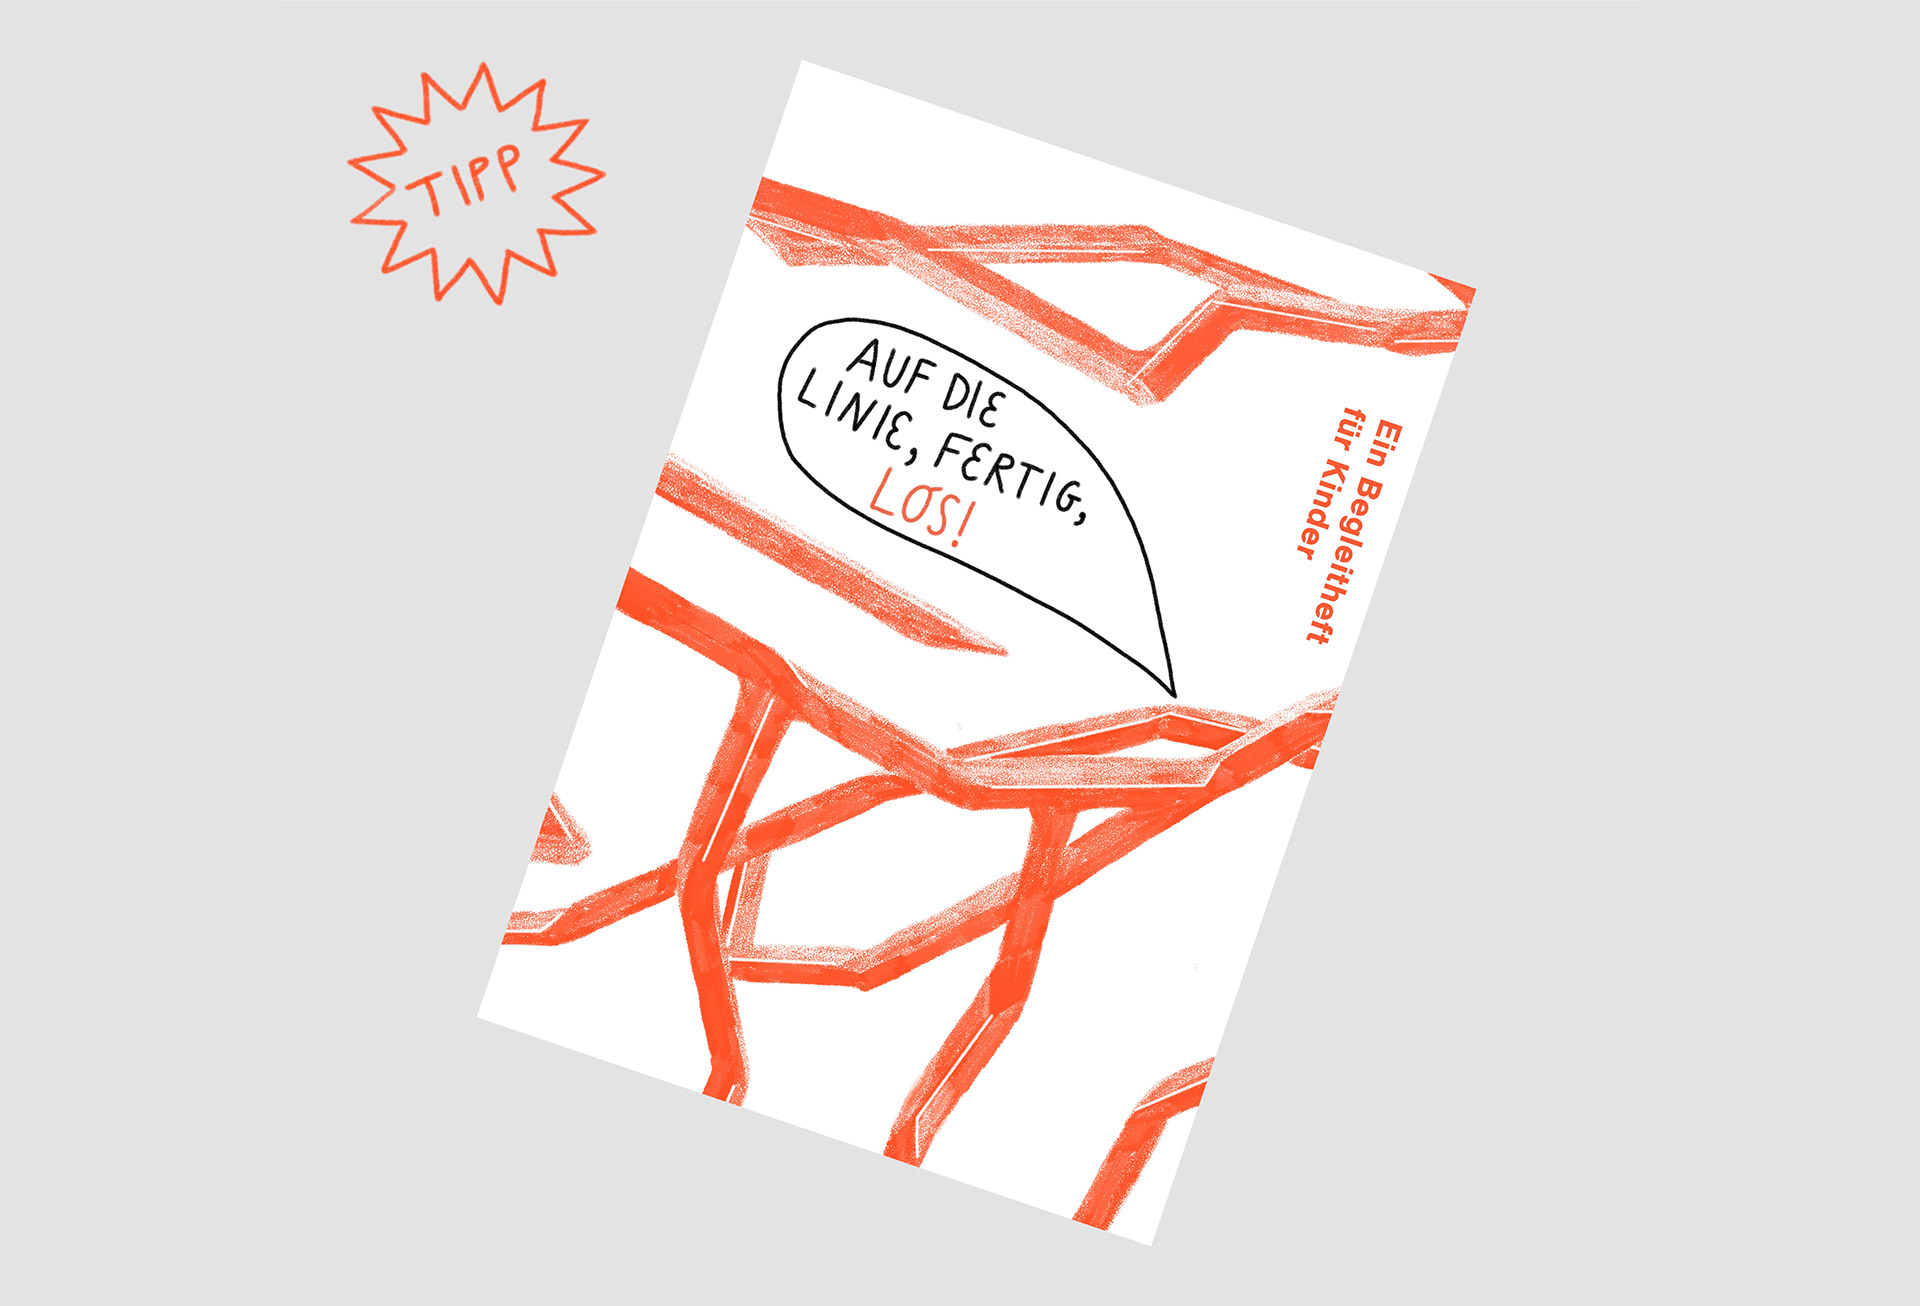 TIPP
AUF DIE
LINIE, FERTIG,
LOS!
Ein Begleitheft
für Kinder